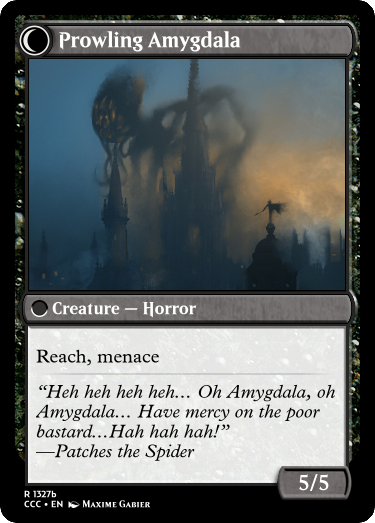 Prowling Amygdala
Creature — Horror
Reach, menace
“Heh heh heh heh… Oh Amygdala, oh
Amygdala… Have mercy on the poor
bastard…Hah hah hah!”
—Patches the Spider
5/5
R 1327b
CCC • EN Maxime Gabier